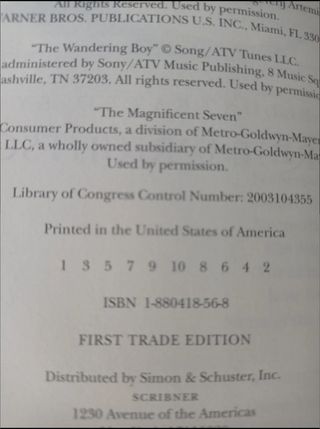 All Rights Reserved. Used by permission.
WARNER BROS. PUBLICATIONS U.S. INC., Miami, FL 330
"The Wandering Boy" © Song/ATV Tunes LLC.
administered by Sony/ATV Music Publishing, 8 Music Sq
ashville, TN 37203. All rights reserved. Used by permissio
"The Magnificent Seven"
Consumer Products, a division of Metro-Goldwyn-Mayer
LLC, a wholly owned subsidiary of Metro-Goldwyn-Ma
Used by permission.
Library of Congress Control Number: 2003104355
Printed in the United States of America
1 3 5 7 9 10 8 6 4 2
ISBN 1-880418-56-8
FIRST TRADE EDITION
Distributed by Simon & Schuster, Inc.
SCRIBNER
1230 Avenue of the Americas